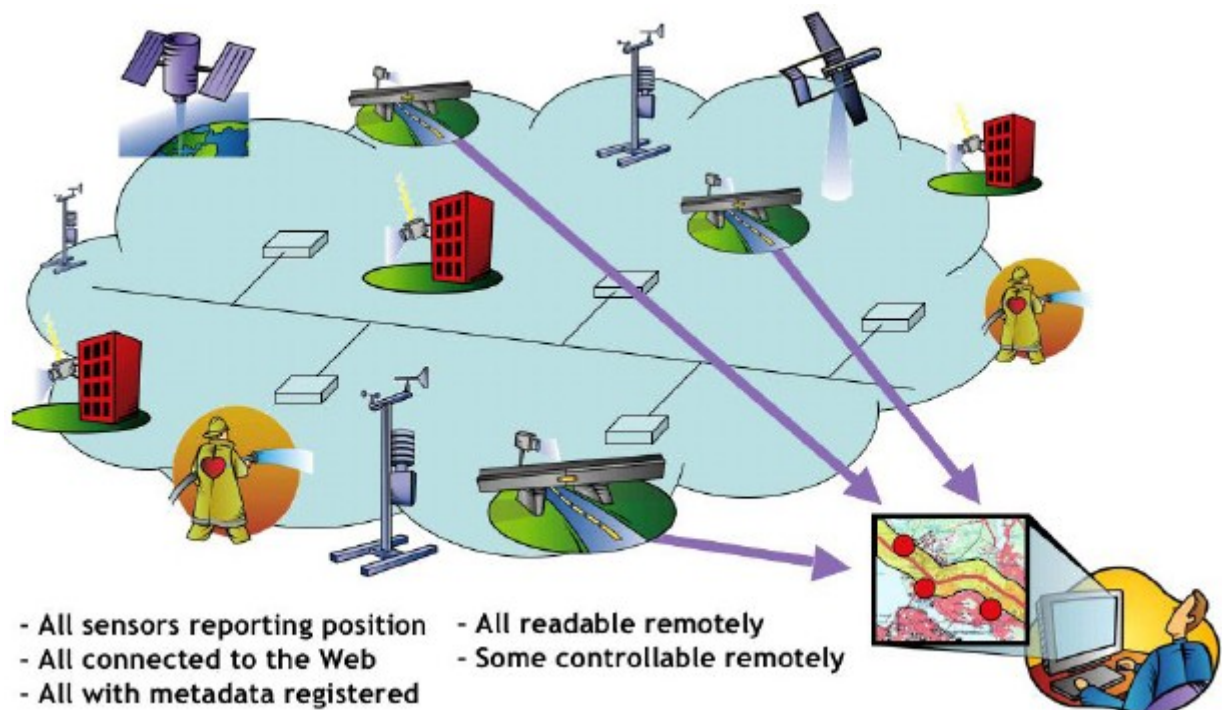 - All sensors reporting position
- All connected to the Web
- All with metadata registered
- All readable remotely
- Some controllable remotely